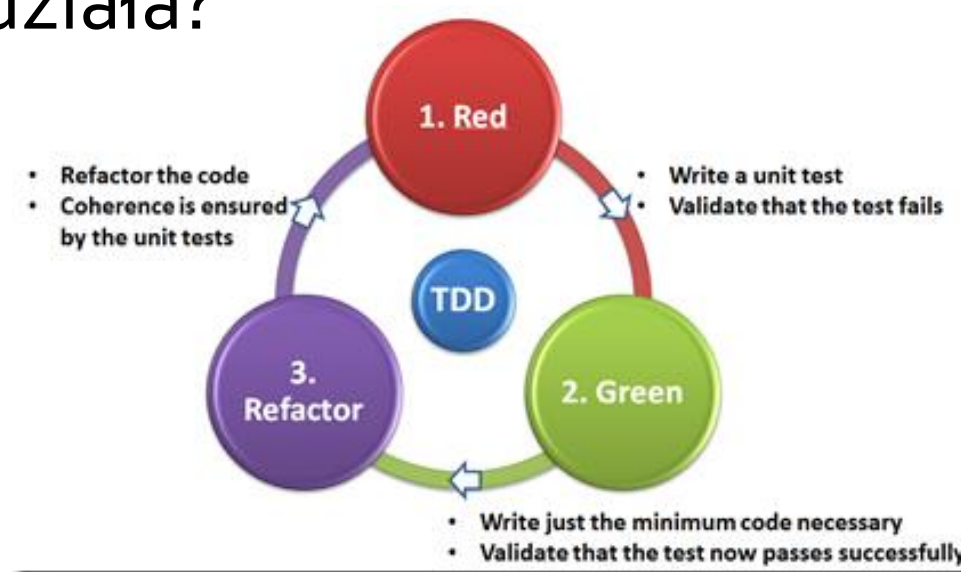 działa?
1. Red
• Refactor the code
• Coherence is ensured
by the unit tests
• Write a unit test
• Validate that the test fails
TDD
3.
Refactor
2. Green
• Write just the minimum code necessary
• Validate that the test now passes successfully